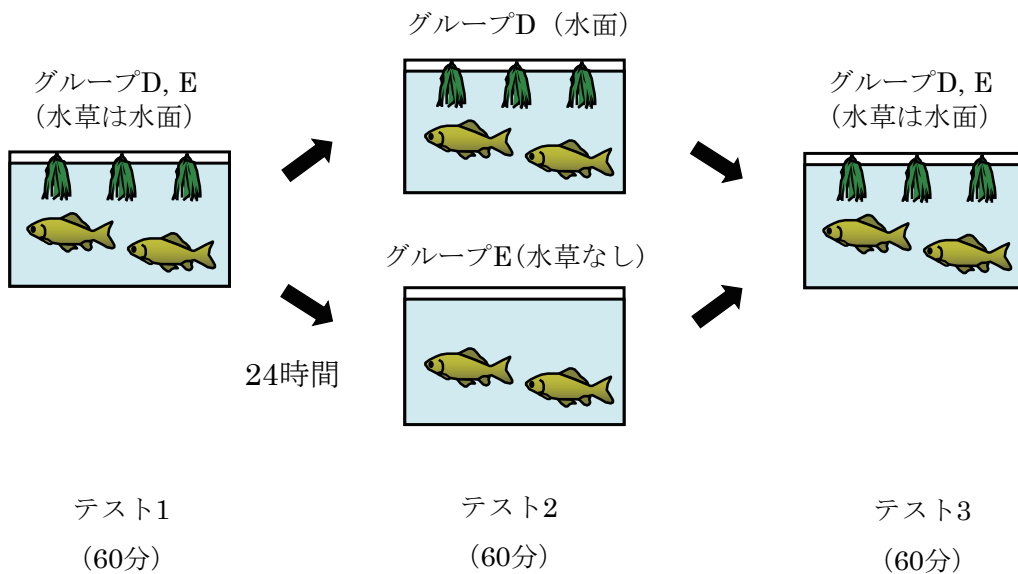 グループD, E
(水草は水面)
グループD (水面)
グループE(水草なし)
24時間
グループD, E
(水草は水面)
テスト1
(60分)
テスト2
(60分)
テスト3
(60分)